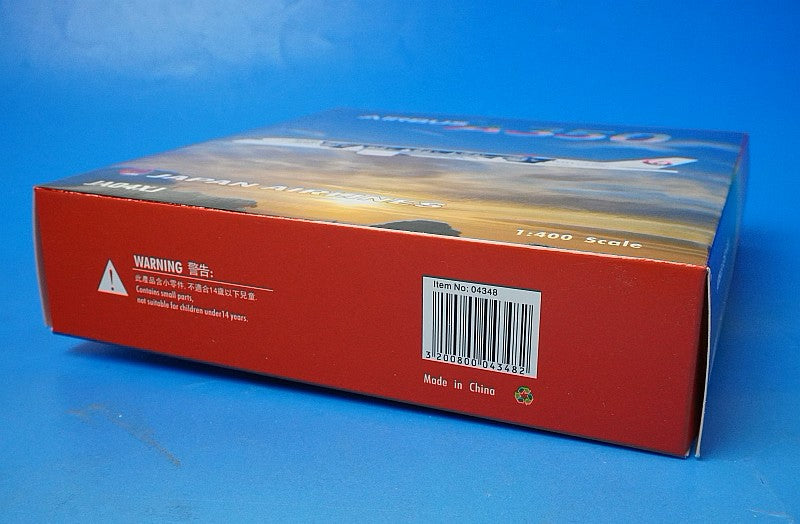 AIRBUS A350
JAPAN AIRLINES
JA04XJ
1:400 Scale
WARNING 警告:
此產品含小零件, 不適合14歲以下兒童.
Contains small parts,
not suitable for children under14 years.
Item No: 04348
3 200800 043482
Made in China